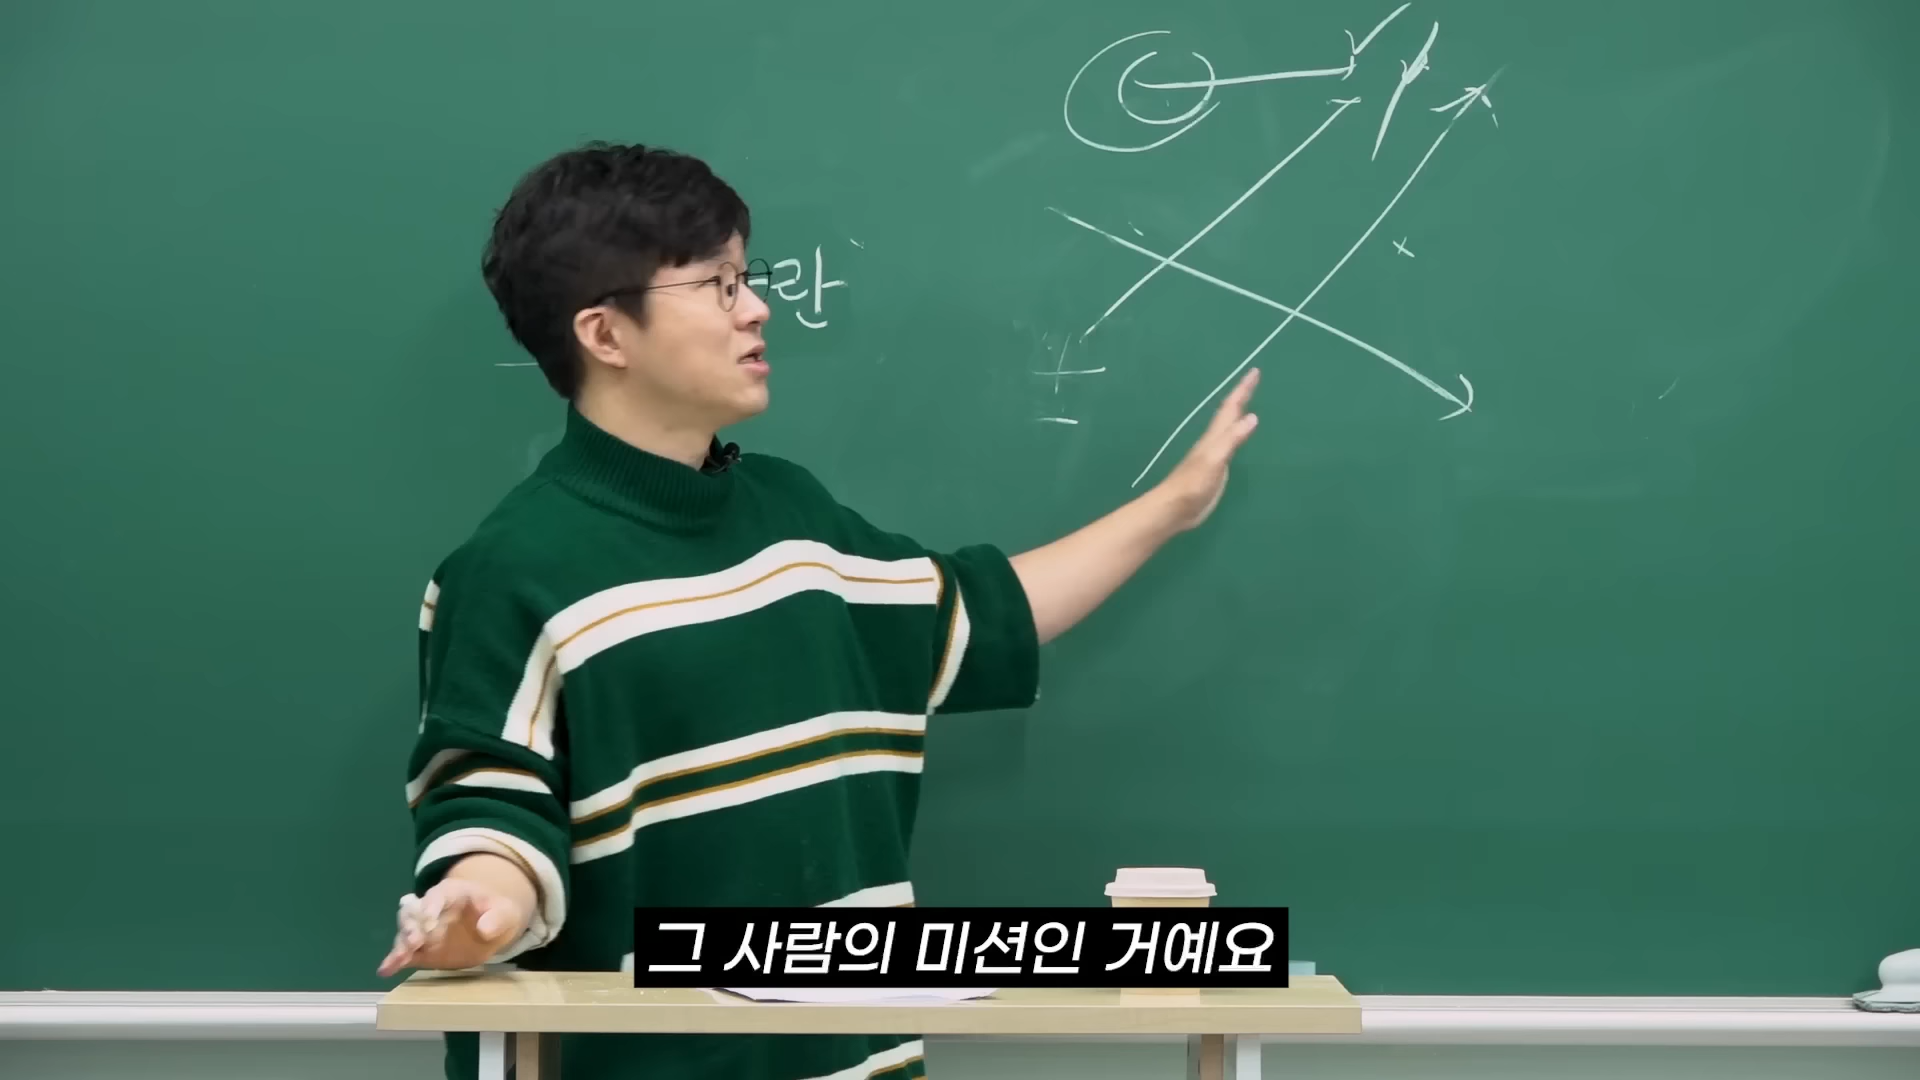 란
그 사람의 미션인 거예요